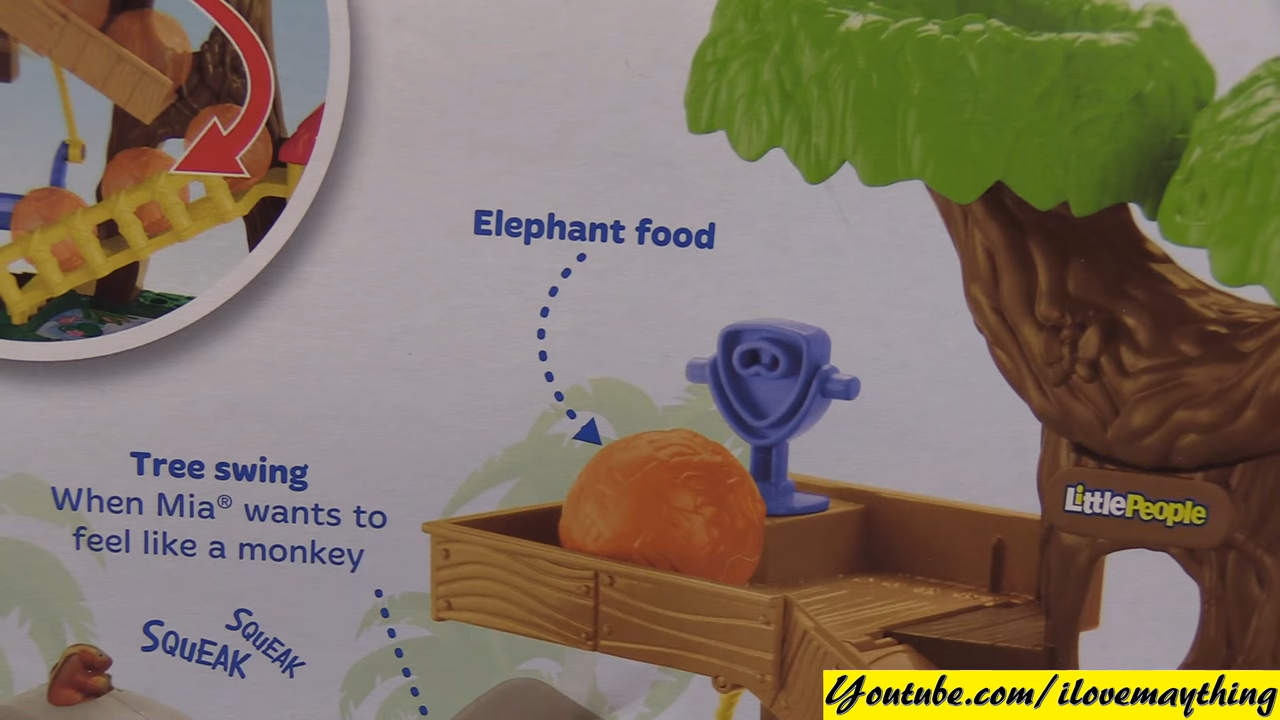 Elephant food
Tree swing
When Mia® wants to
feel like a monkey
SQUEAK
SQUEAK
LittlePeople
Youtube.com/ilovemaything